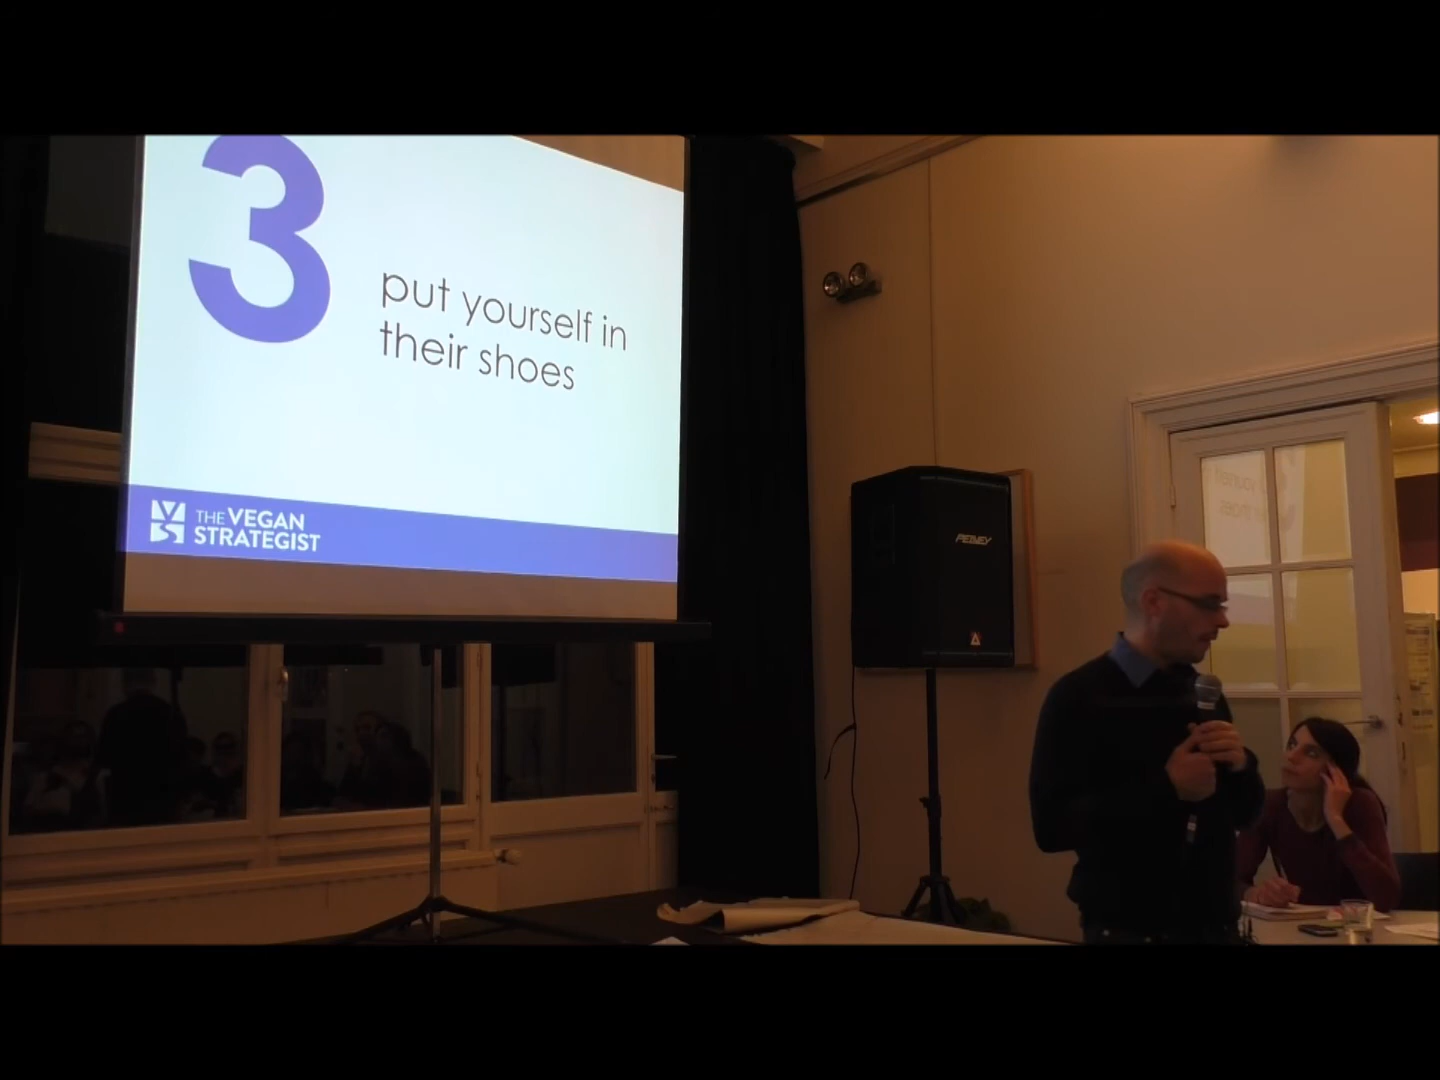 3
put yourself in
their shoes
THE VEGAN
STRATEGIST
PEAVEY